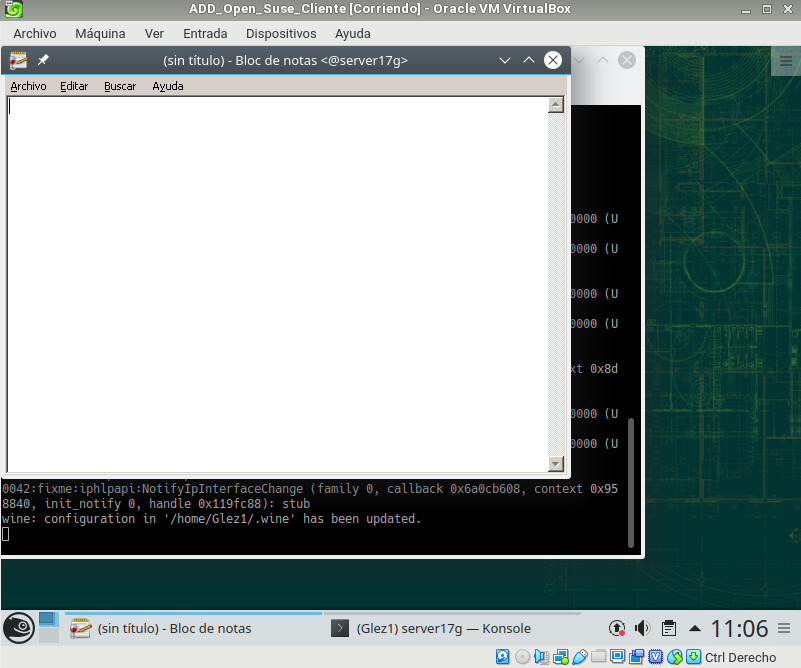 ADD_Open_Suse_Cliente [Corriendo] - Oracle VM VirtualBox
Archivo Máquina Ver Entrada Dispositivos Ayuda
(sin título) - Bloc de notas <@server17g>
Archivo Editar Buscar Ayuda
0000 (U
0000 (U
0000 (U
0000 (U
xt 0x8d
0000 (U
0000 (U
0042:fixme:iphlpapi:NotifyIpInterfaceChange (family 0, callback 0x6a0cb608, context 0x95
8840, init_notify 0, handle 0x119fc88): stub
wine: configuration in '/home/Glez1/.wine' has been updated.
(sin título) - Bloc de notas
(Glez1) server17g — Konsole
11:06
Ctrl Derecho